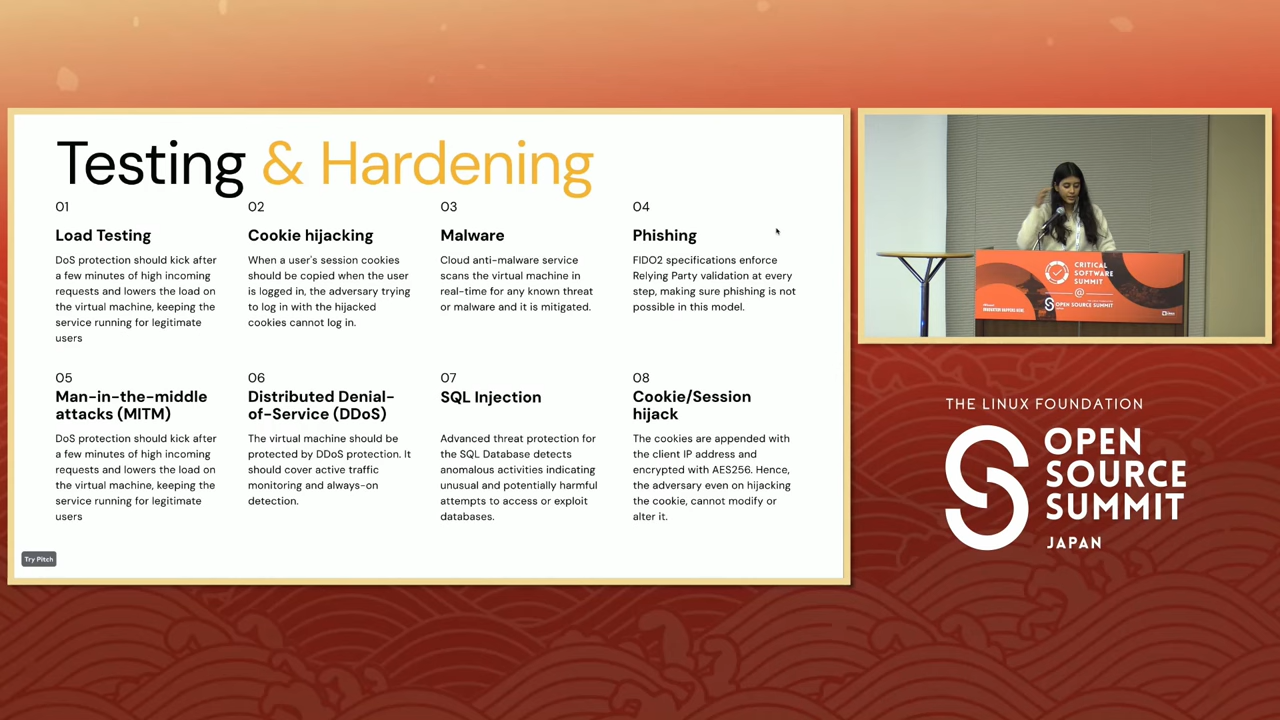 Testing & Hardening
01
Load Testing
DoS protection should kick after
a few minutes of high incoming
requests and lowers the load on
the virtual machine, keeping the
service running for legitimate
users
02
Cookie hijacking
When a user's session cookies
should be copied when the user
is logged in, the adversary trying
to log in with the hijacked
cookies cannot log in.
03
Malware
Cloud anti-malware service
scans the virtual machine in
real-time for any known threat
or malware and it is mitigated.
04
Phishing
FIDO2 specifications enforce
Relying Party validation at every
step, making sure phishing is not
possible in this model.
05
Man-in-the-middle
attacks (MITM)
DoS protection should kick after
a few minutes of high incoming
requests and lowers the load on
the virtual machine, keeping the
service running for legitimate
users
06
Distributed Denial-
of-Service (DDoS)
The virtual machine should be
protected by DDoS protection. It
should cover active traffic
monitoring and always-on
detection.
07
SQL Injection
Advanced threat protection for
the SQL Database detects
anomalous activities indicating
unusual and potentially harmful
attempts to access or exploit
databases.
08
Cookie/Session
hijack
The cookies are appended with
the client IP address and
encrypted with AES256. Hence,
the adversary even on hijacking
the cookie, cannot modify or
alter it.
Try Pitch
CRITICAL
SOFTWARE
SUMMIT
@
OPEN SOURCE SUMMIT
THE LINUX FOUNDATION
OPEN
SOURCE
SUMMIT
JAPAN